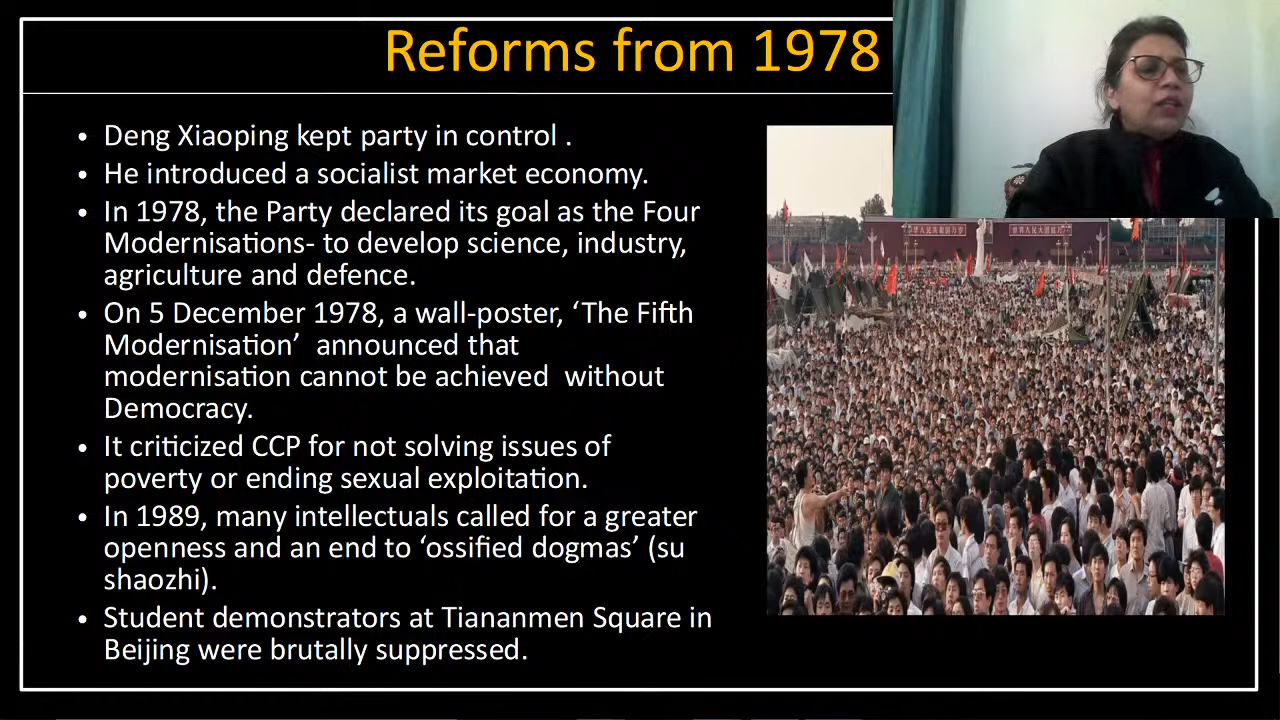 Reforms from 1978
• Deng Xiaoping kept party in control .
• He introduced a socialist market economy.
• In 1978, the Party declared its goal as the Four
Modernisations- to develop science, industry,
agriculture and defence.
• On 5 December 1978, a wall-poster, ‘The Fifth
Modernisation’  announced that
modernisation cannot be achieved  without
Democracy.
• It criticized CCP for not solving issues of
poverty or ending sexual exploitation.
• In 1989, many intellectuals called for a greater
openness and an end to ‘ossified dogmas’ (su
shaozhi).
• Student demonstrators at Tiananmen Square in
Beijing were brutally suppressed.